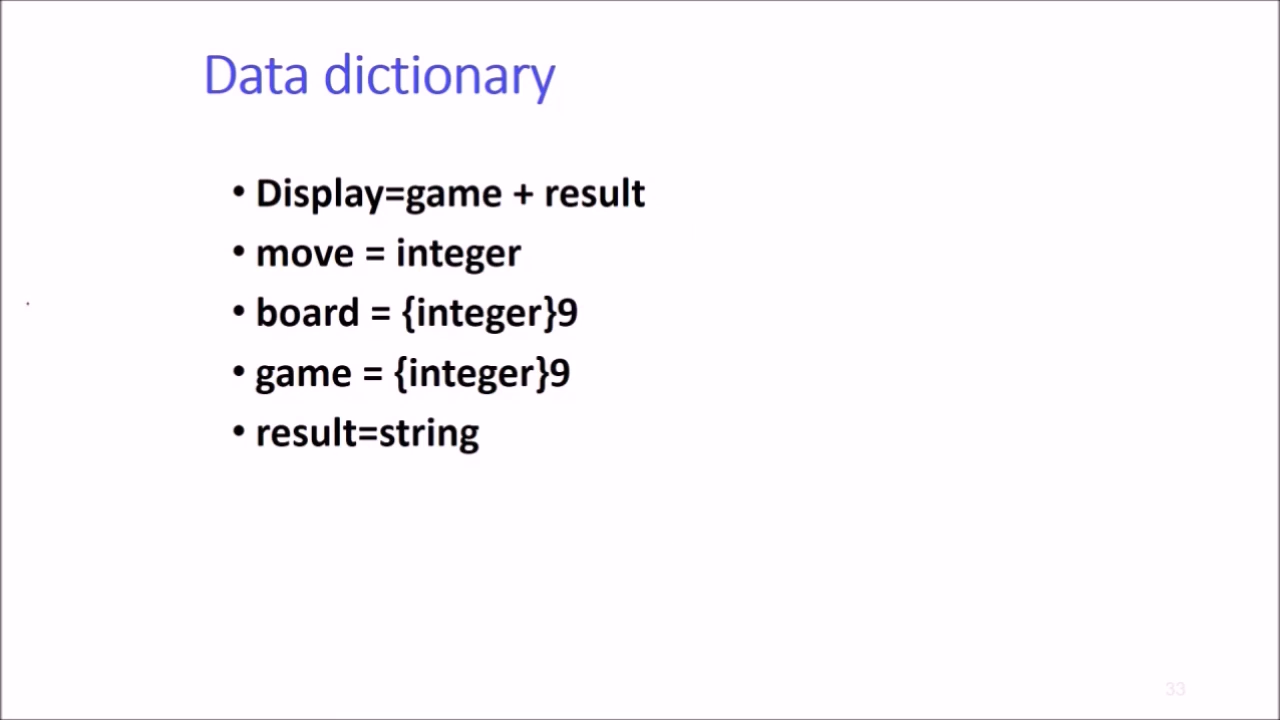 Data dictionary
• Display=game + result
• move = integer
• board = {integer}9
• game = {integer}9
• result=string
33